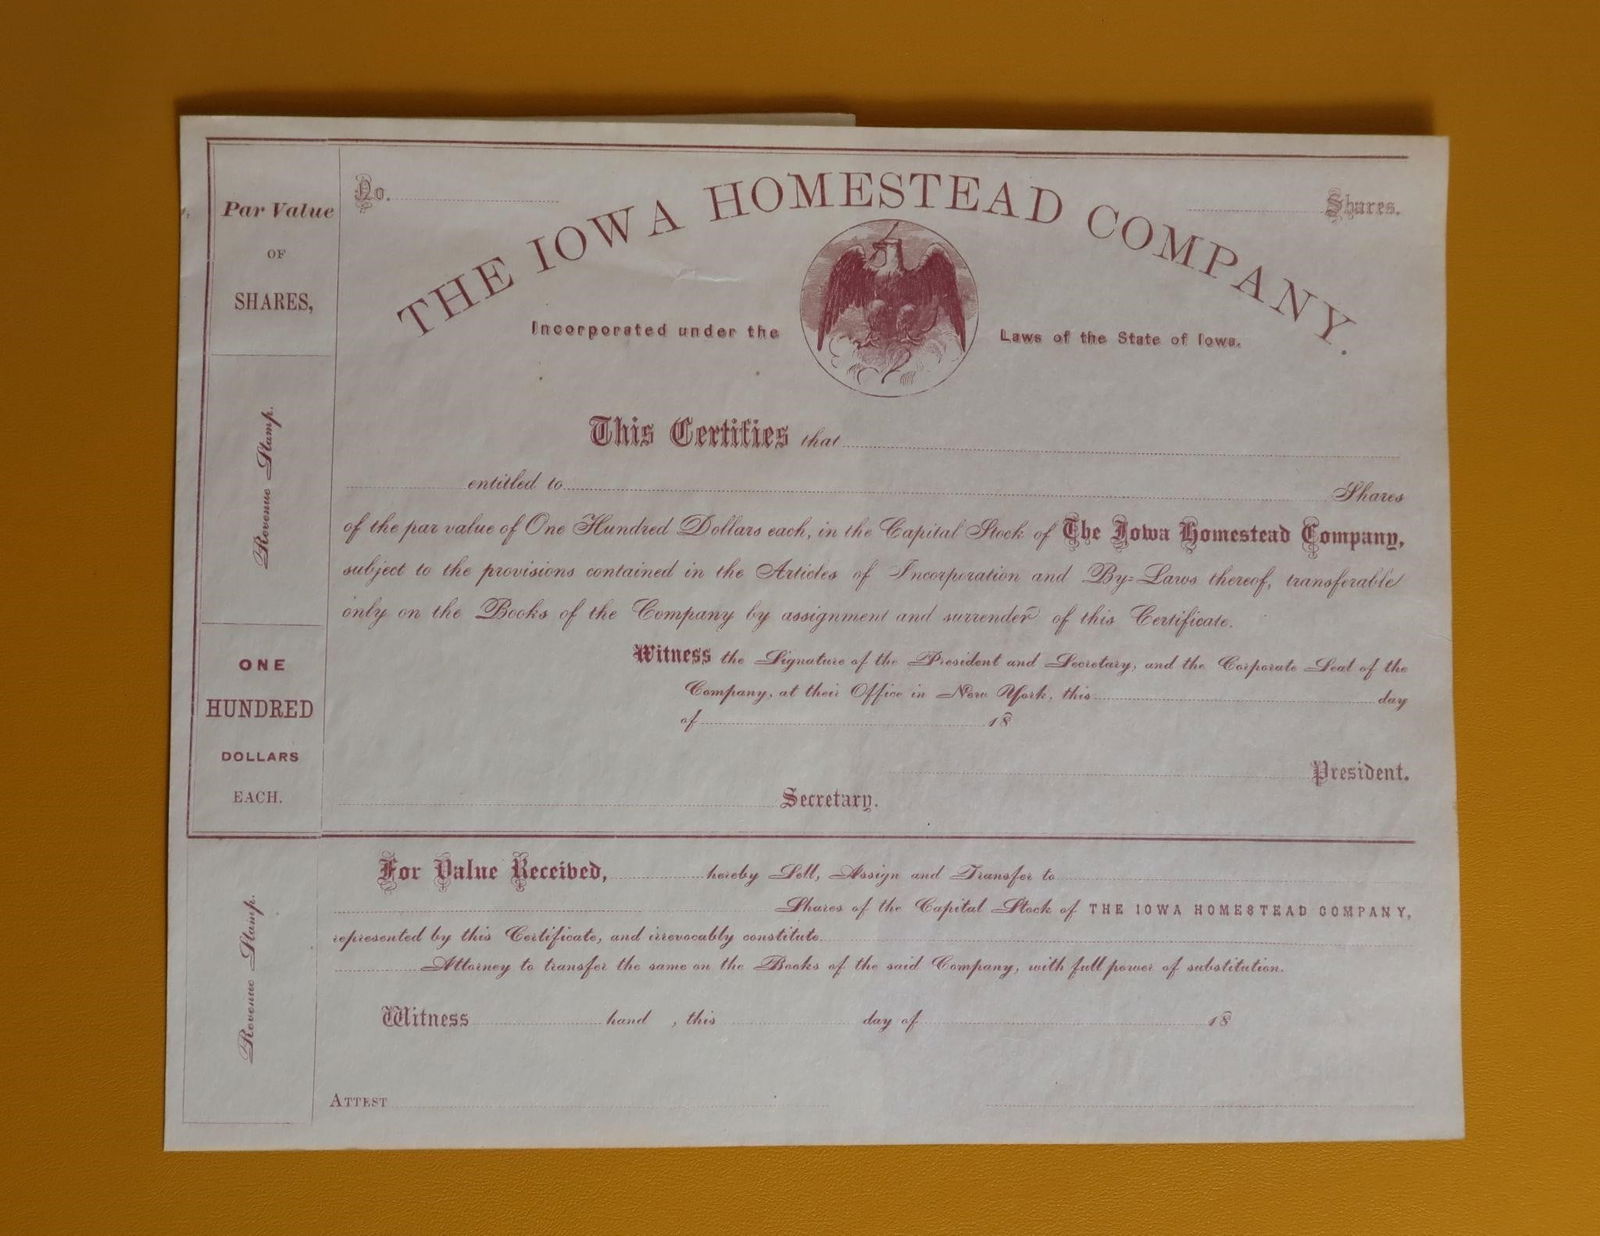 Par Value
OF
SHARES,
Revenue Stamp.
ONE
HUNDRED
DOLLARS
EACH.
No.
Shares.
THE IOWA HOMESTEAD COMPANY.
Incorporated under the Laws of the State of Iowa.
This Certifies that
entitled to Shares
of the par value of One Hundred Dollars each, in the Capital Stock of The Iowa Homestead Company,
subject to the provisions contained in the Articles of Incorporation and By-Laws thereof, transferable
only on the Books of the Company by assignment and surrender of this Certificate.
Witness the Signature of the President and Secretary, and the Corporate Seal of the
Company, at their Office in New York, this day
of 18
President.
Secretary.
Revenue Stamp.
For Value Received, hereby Sell, Assign and Transfer to
Shares of the Capital Stock of THE IOWA HOMESTEAD COMPANY,
represented by this Certificate, and irrevocably constitute
Attorney to transfer the same on the Books of the said Company, with full power of substitution.
Witness hand , this day of 18
ATTEST